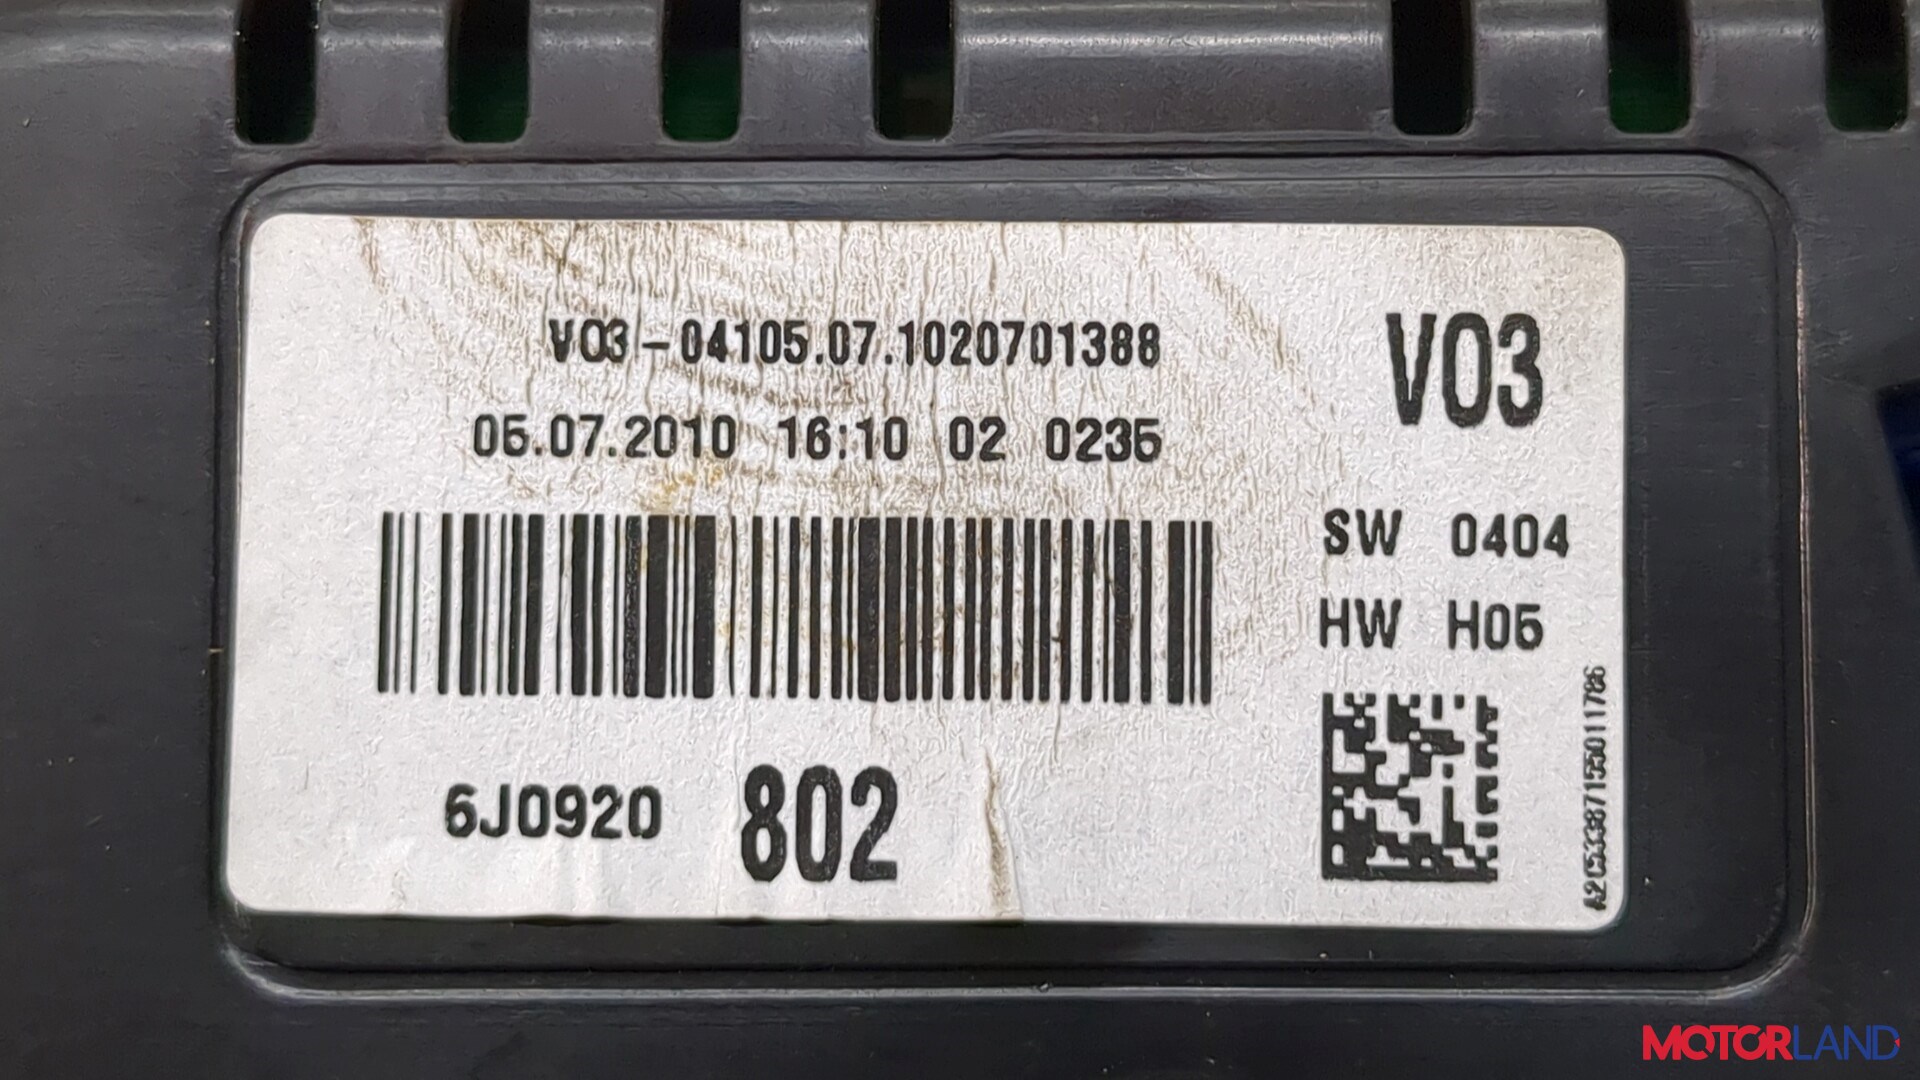 V03-04105.07.1020701388
05.07.2010 16:10 02 0235
V03
SW 0404
HW H05
6J0920 802
A2C53387155011786
MOTORLAND